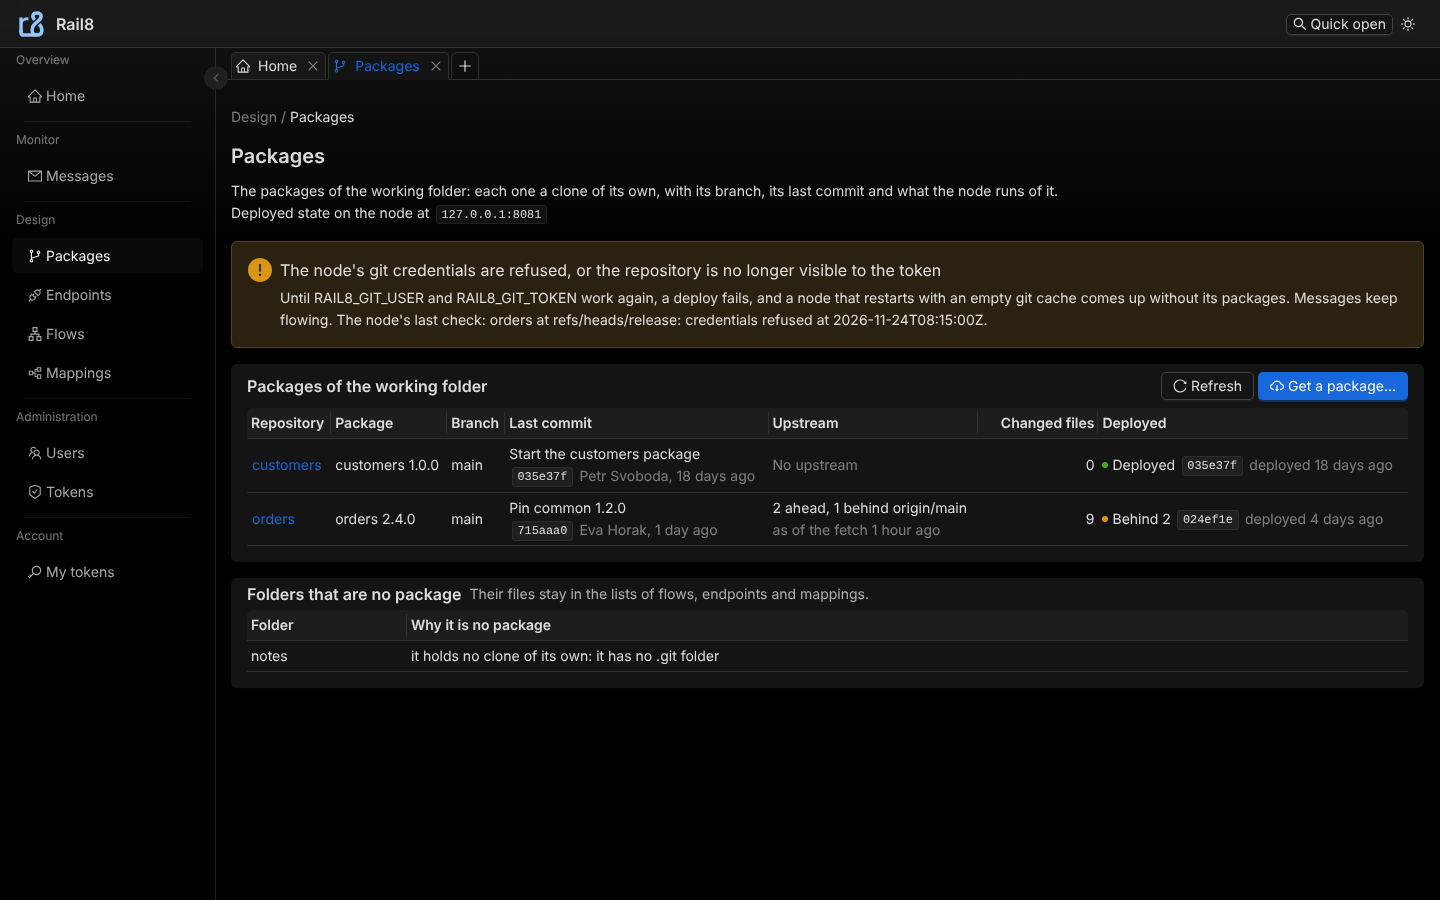 Rail8
Quick open
Overview
Home
Monitor
Messages
Design
Packages
Endpoints
Flows
Mappings
Administration
Users
Tokens
Account
My tokens
Home
Packages
Design / Packages
Packages
The packages of the working folder: each one a clone of its own, with its branch, its last commit and what the node runs of it.
Deployed state on the node at 127.0.0.1:8081
The node's git credentials are refused, or the repository is no longer visible to the token
Until RAIL8_GIT_USER and RAIL8_GIT_TOKEN work again, a deploy fails, and a node that restarts with an empty git cache comes up without its packages. Messages keep
flowing. The node's last check: orders at refs/heads/release: credentials refused at 2026-11-24T08:15:00Z.
Packages of the working folder
Refresh
Get a package...
Repository Package Branch Last commit Upstream Changed files Deployed
customers customers 1.0.0 main Start the customers package No upstream 0 Deployed 035e37f deployed 18 days ago
035e37f Petr Svoboda, 18 days ago
orders orders 2.4.0 main Pin common 1.2.0 2 ahead, 1 behind origin/main 9 Behind 2 024ef1e deployed 4 days ago
715aaa0 Eva Horak, 1 day ago as of the fetch 1 hour ago
Folders that are no package Their files stay in the lists of flows, endpoints and mappings.
Folder Why it is no package
notes it holds no clone of its own: it has no .git folder